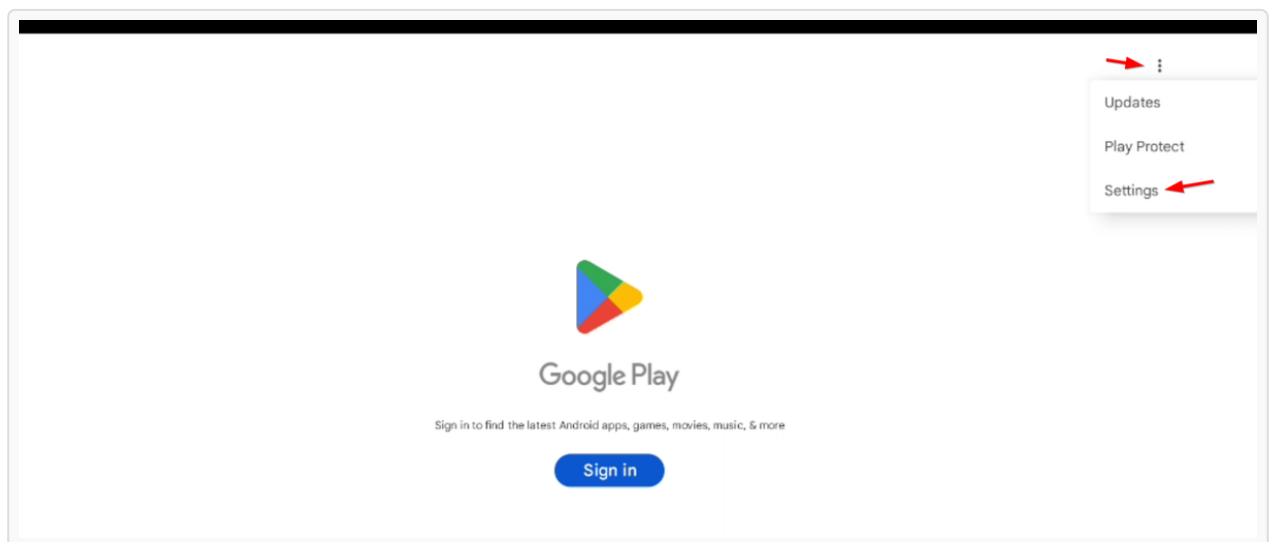 Updates
Play Protect
Settings
Google Play
Sign in to find the latest Android apps, games, movies, music, & more
Sign in